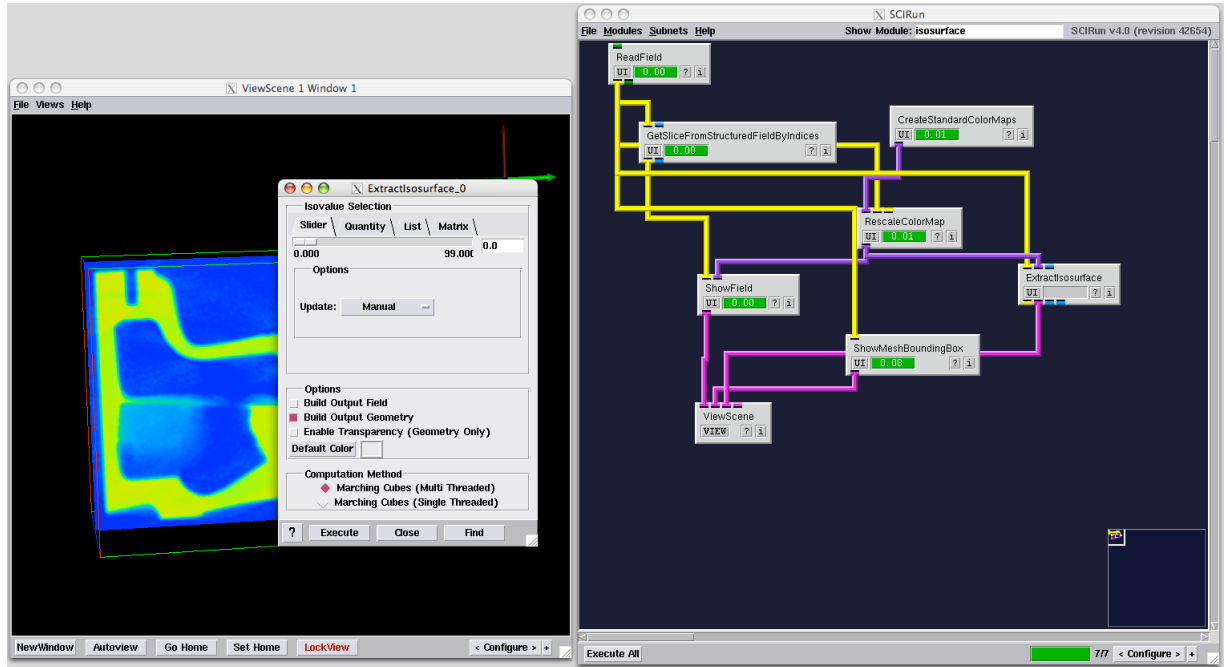 ViewScene 1 Window 1
File Views Help
ExtractIsosurface_0
Isovalue Selection
Slider Quantity List Matrix
0.0
0.000 99.00
Options
Update: Manual
Options
Build Output Field
Build Output Geometry
Enable Transparency (Geometry Only)
Default Color
Computation Method
Marching Cubes (Multi Threaded)
Marching Cubes (Single Threaded)
? Execute Close Find
NewWindow Autoview Go Home Set Home LockView < Configure > +
SCIRun
File Modules Subnets Help Show Module: isosurface SCIRun v4.0 (revision 42654)
ReadField
UI 0.00 ? i
CreateStandardColorMaps
UI 0.01 ? i
GetSliceFromStructuredFieldByIndices
UI 0.00 ? i
RescaleColorMap
UI 0.01 ? i
ExtractIsosurface
UI ? i
ShowField
UI 0.00 ? i
ShowMeshBoundingBox
UI 0.08 ? i
ViewScene
VIEW ? i
Execute All 7/7 < Configure > +